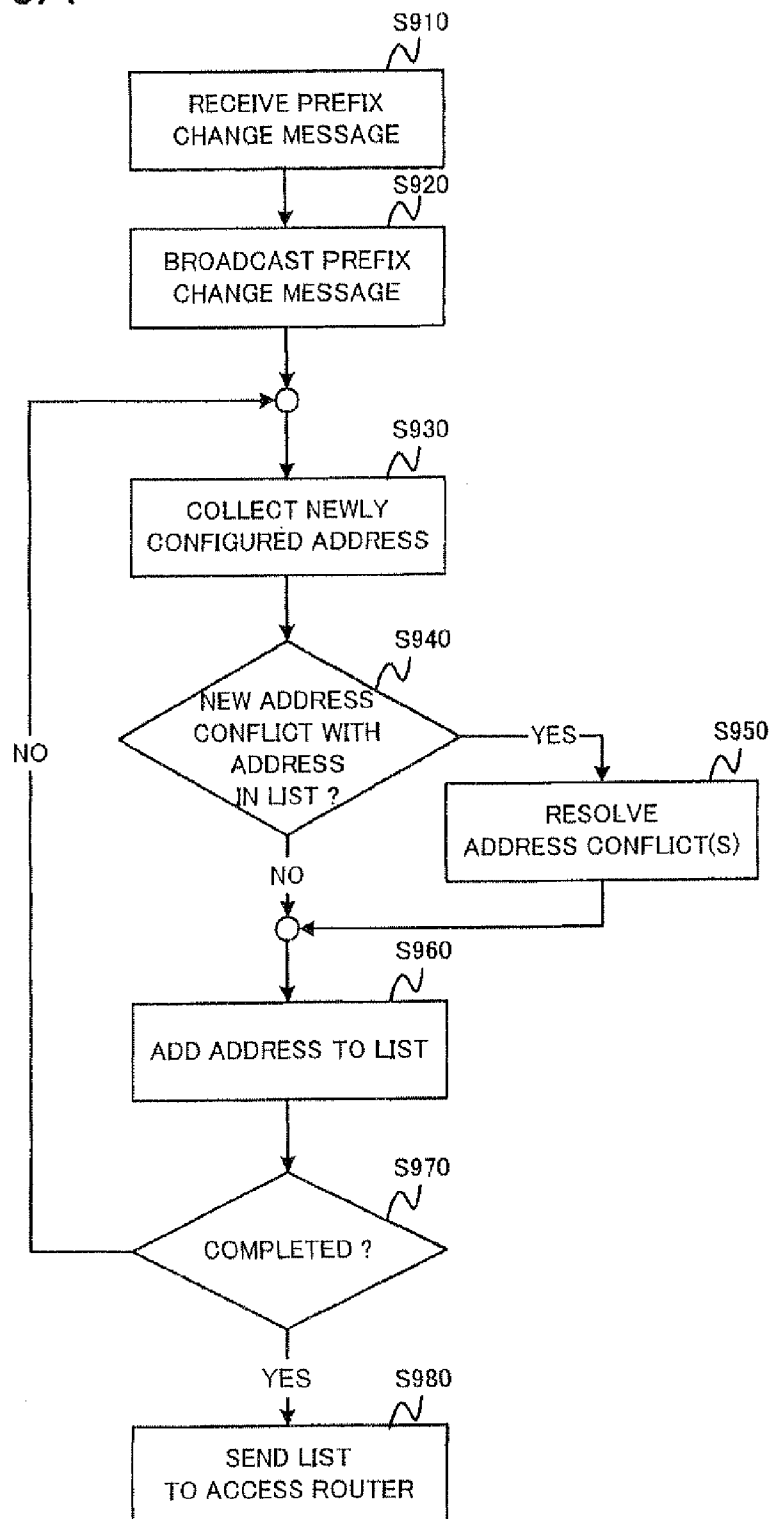 S910
RECEIVE PREFIX
CHANGE MESSAGE
S920
BROADCAST PREFIX
CHANGE MESSAGE
S930
COLLECT NEWLY
CONFIGURED ADDRESS
S940
NEW ADDRESS
CONFLICT WITH
ADDRESS
IN LIST ?
YES
S950
RESOLVE
ADDRESS CONFLICT(S)
NO
NO
S960
ADD ADDRESS TO LIST
S970
COMPLETED ?
YES
S980
SEND LIST
TO ACCESS ROUTER